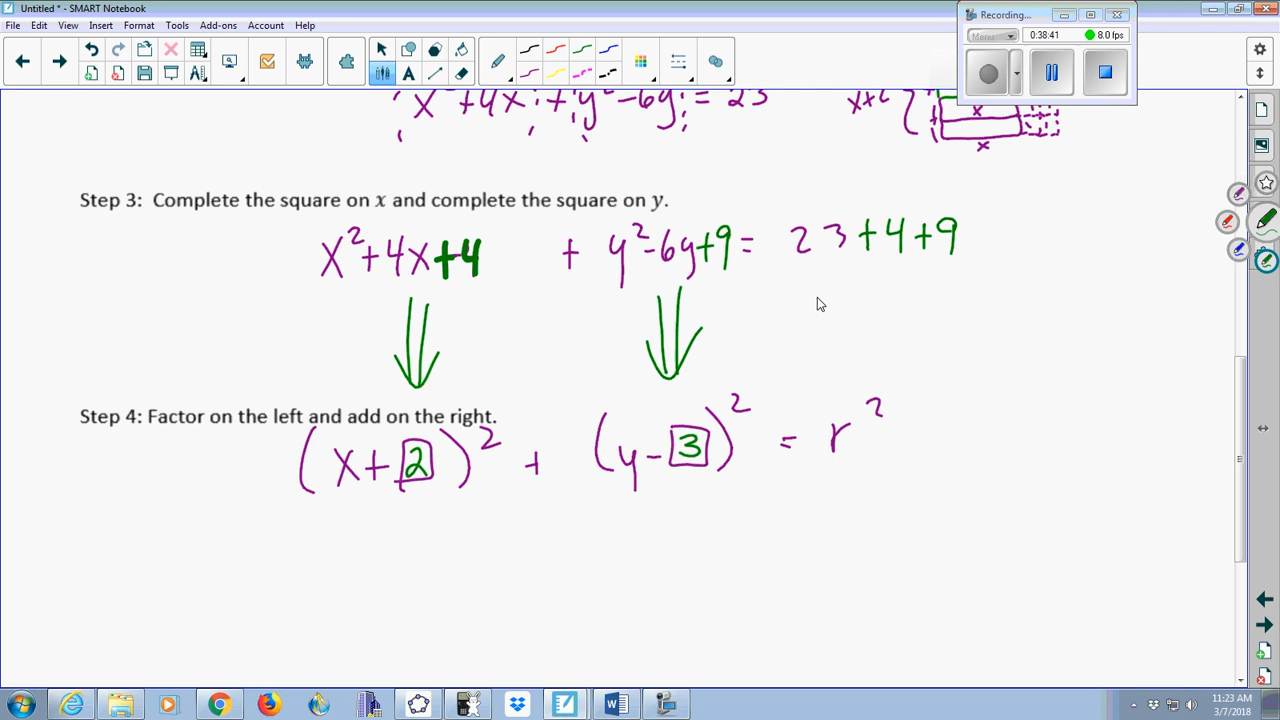 Untitled * - SMART Notebook
File Edit View Insert Format Tools Add-ons Account Help
Recording...
Menu
0:38:41 8.0 fps
x² + 4x + y² - 6y = 23
x+2
x
x
Step 3: Complete the square on x and complete the square on y.
x² + 4x + 4 + y² - 6y + 9 = 23 + 4 + 9
Step 4: Factor on the left and add on the right.
(x + 2)² + (y - 3)² = r²
11:23 AM
3/7/2018